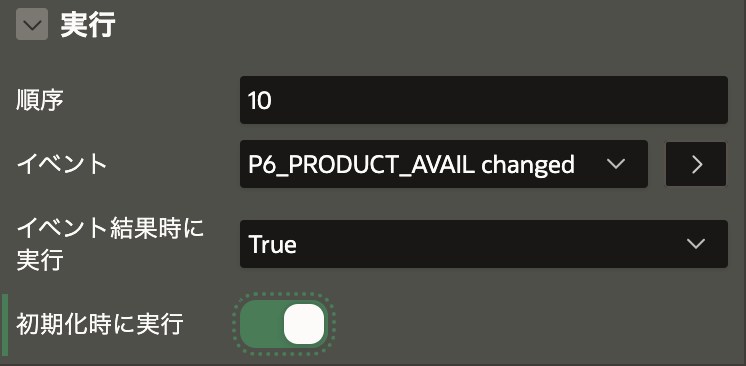 実行
順序
10
イベント
P6_PRODUCT_AVAIL changed
イベント結果時に
実行
True
初期化時に実行